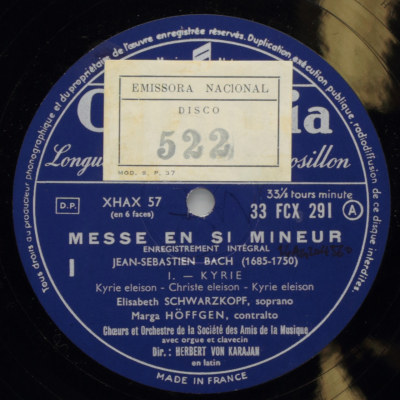 Tous droits du producteur phonographique et du propriétaire de l'œuvre enregistrée réservés. Duplication, exécution publique, radiodiffusion de ce disque interdites.
EMISSORA NACIONAL
DISCO
522
MOD. S. P. 37
D.P.
XHAX 57
(en 6 faces)
33⅓ tours minute
33 FCX 291 A
MESSE EN SI MINEUR
ENREGISTREMENT INTÉGRAL
JEAN-SEBASTIEN BACH (1685-1750)
I
I. — KYRIE
Kyrie eleison - Christe eleison - Kyrie eleison
Elisabeth SCHWARZKOPF, soprano
Marga HÖFFGEN, contralto
Chœurs et Orchestre de la Société des Amis de la Musique
avec orgue et clavecin
Dir.: HERBERT VON KARAJAN
en latin
MADE IN FRANCE